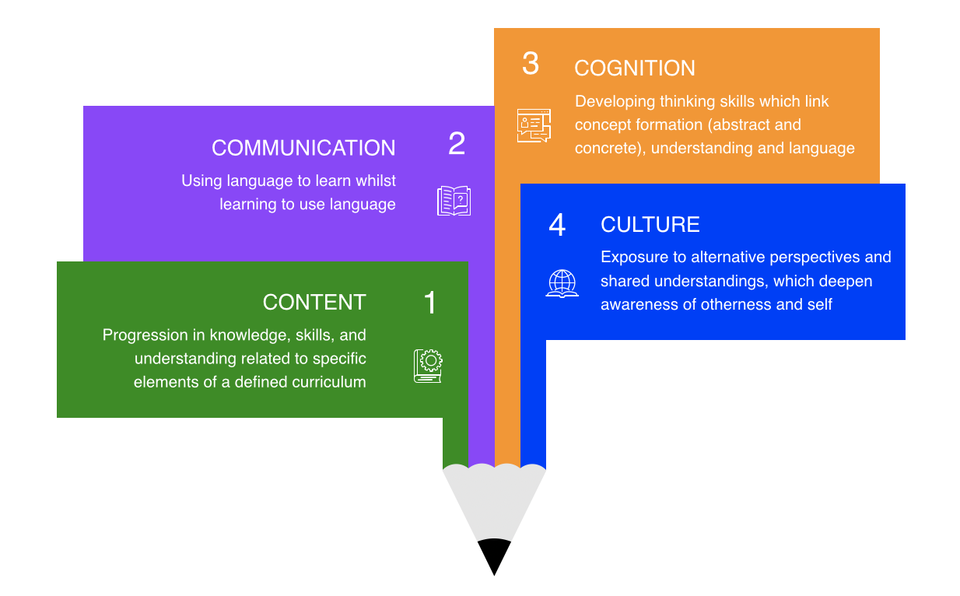 1
CONTENT
Progression in knowledge, skills, and
understanding related to specific
elements of a defined curriculum
2
COMMUNICATION
Using language to learn whilst
learning to use language
3
COGNITION
Developing thinking skills which link
concept formation (abstract and
concrete), understanding and language
4
CULTURE
Exposure to alternative perspectives and
shared understandings, which deepen
awareness of otherness and self